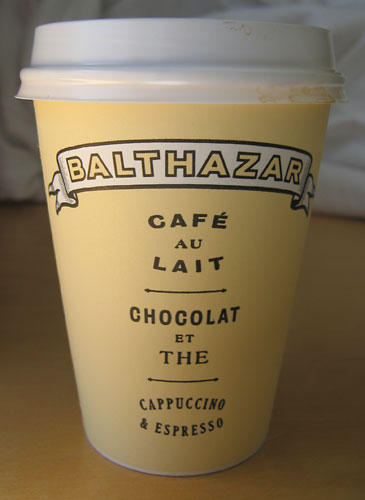 BALTHAZAR
CAFÉ
AU
LAIT
CHOCOLAT
ET
THE
CAPPUCCINO
& ESPRESSO